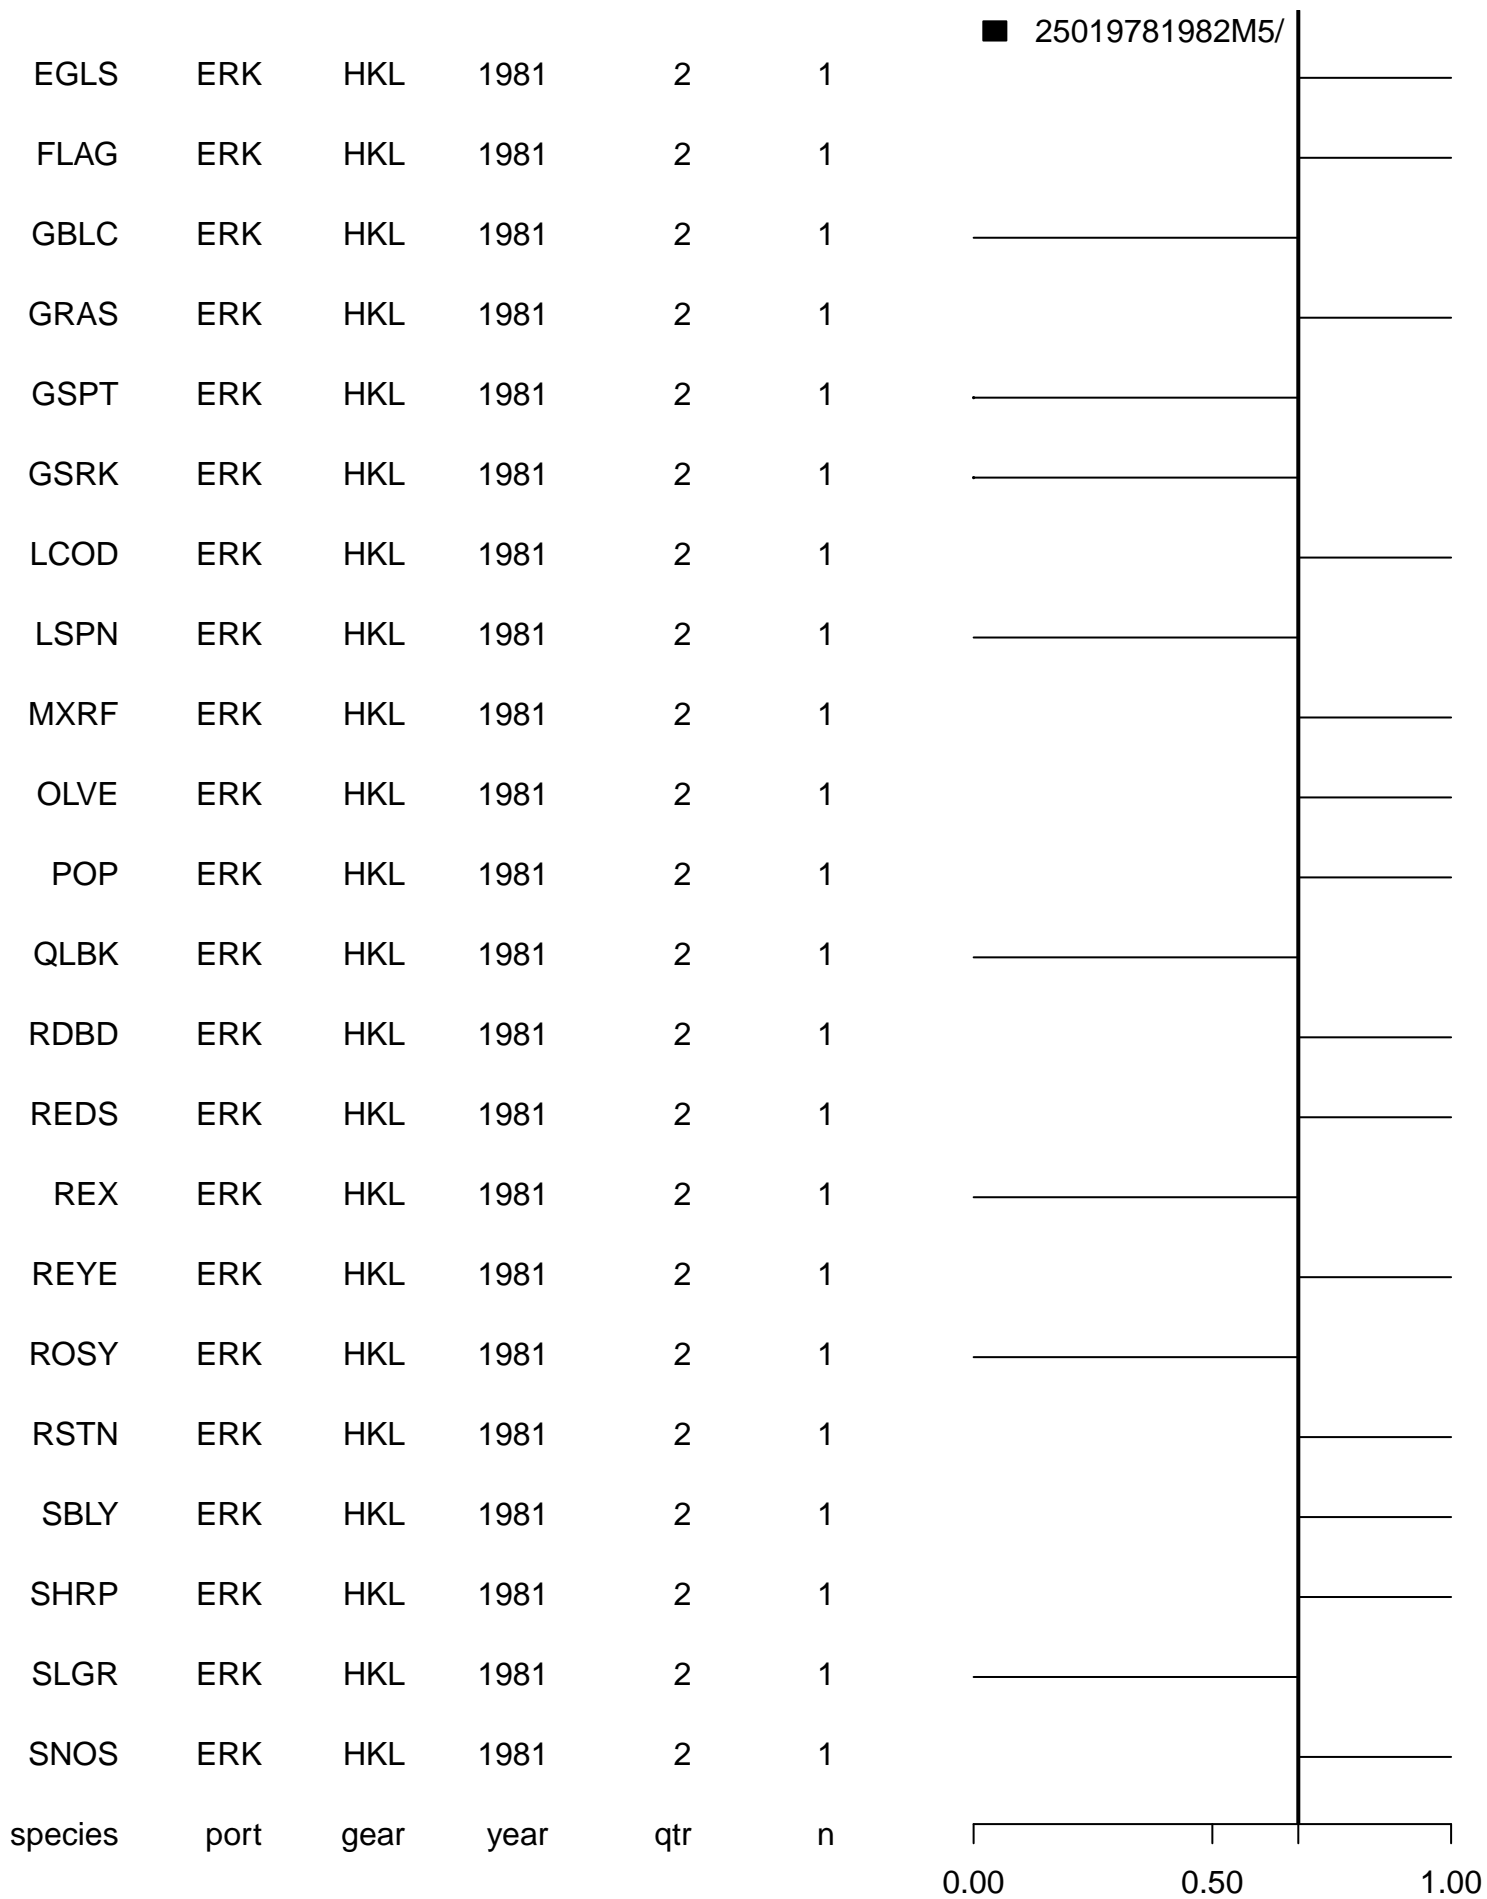 25019781982M5/
EGLS ERK HKL 1981 2 1
FLAG ERK HKL 1981 2 1
GBLC ERK HKL 1981 2 1
GRAS ERK HKL 1981 2 1
GSPT ERK HKL 1981 2 1
GSRK ERK HKL 1981 2 1
LCOD ERK HKL 1981 2 1
LSPN ERK HKL 1981 2 1
MXRF ERK HKL 1981 2 1
OLVE ERK HKL 1981 2 1
POP ERK HKL 1981 2 1
QLBK ERK HKL 1981 2 1
RDBD ERK HKL 1981 2 1
REDS ERK HKL 1981 2 1
REX ERK HKL 1981 2 1
REYE ERK HKL 1981 2 1
ROSY ERK HKL 1981 2 1
RSTN ERK HKL 1981 2 1
SBLY ERK HKL 1981 2 1
SHRP ERK HKL 1981 2 1
SLGR ERK HKL 1981 2 1
SNOS ERK HKL 1981 2 1
species port gear year qtr n
0.00 0.50 1.00